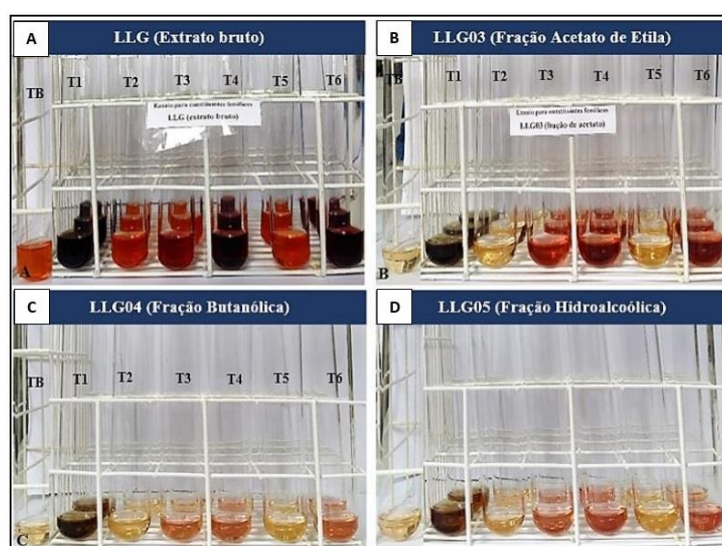 A
LLG (Extrato bruto)
TB T1 T2 T3 T4 T5 T6
Ensaio para constituintes fenólicos
LLG (extrato bruto)
A
B
LLG03 (Fração Acetato de Etila)
TB T1 T2 T3 T4 T5 T6
Ensaio para constituintes fenólicos
LLG03 (fração de acetato)
B
C
LLG04 (Fração Butanólica)
TB T1 T2 T3 T4 T5 T6
C
D
LLG05 (Fração Hidroalcoólica)